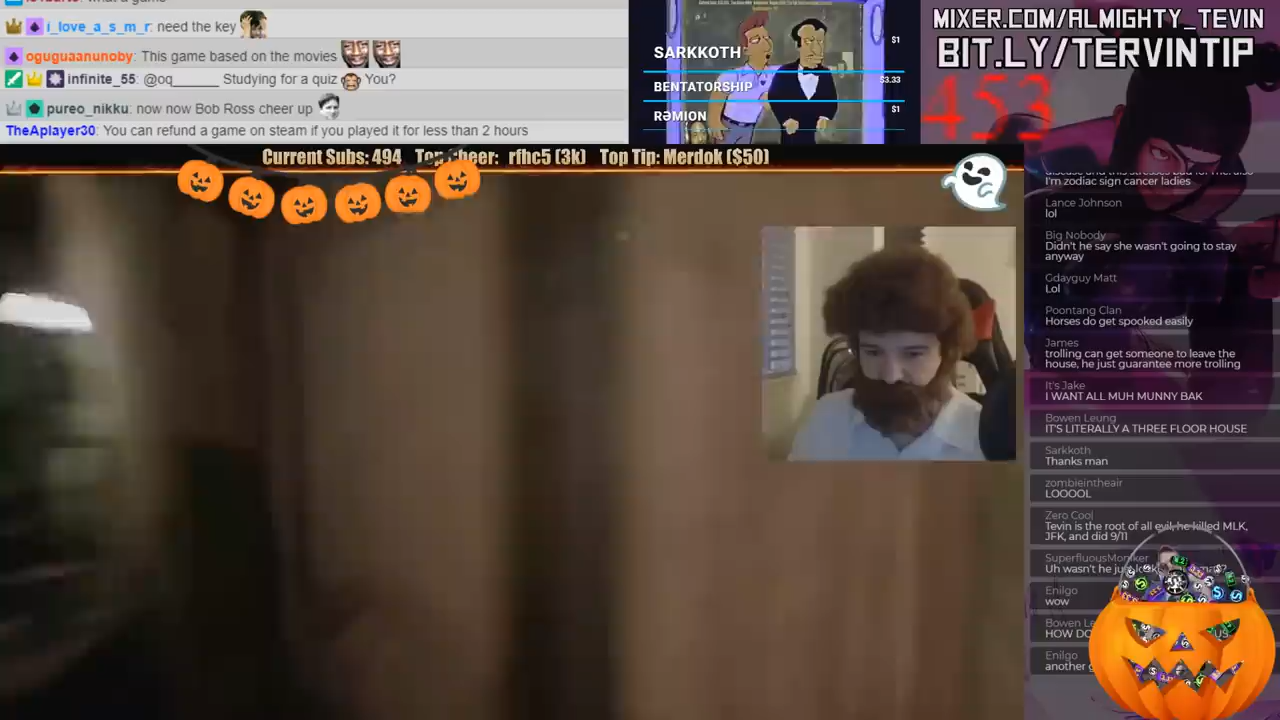 i_love_a_s_m_r: need the key
oguguaanunoby: This game based on the movies
infinite_55: @oq______ Studying for a quiz You?
pureo_nikku: now now Bob Ross cheer up
TheAplayer30: You can refund a game on steam if you played it for less than 2 hours
SARKKOTH $1
BENTATORSHIP $3.33
RƏMION $1
MIXER.COM/ALMIGHTY_TEVIN
BIT.LY/TERVINTIP
453
Current Subs: 494 Top Cheer: rfhc5 (3k) Top Tip: Merdok ($50)
I'm zodiac sign cancer ladies
Lance Johnson
lol
Big Nobody
Didn't he say she wasn't going to stay
anyway
Gdayguy Matt
Lol
Poontang Clan
Horses do get spooked easily
James
trolling can get someone to leave the
house, he just guarantee more trolling
It's Jake
I WANT ALL MUH MUNNY BAK
Bowen Leung
IT'S LITERALLY A THREE FLOOR HOUSE
Sarkkoth
Thanks man
zombieintheair
LOOOOL
Zero Cool
Tevin is the root of all evil, he killed MLK,
JFK, and did 9/11
SuperfluousMoniker
Uh wasn't he just
Enilgo
wow
Bowen
HOW
Enilgo
another